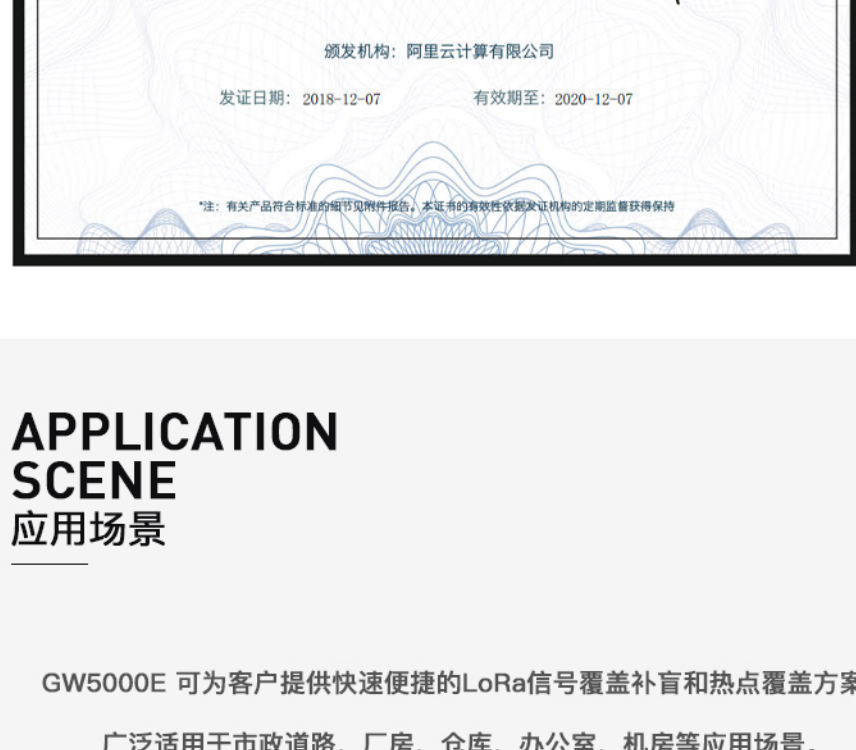 颁发机构：阿里云计算有限公司
发证日期：2018-12-07 有效期至：2020-12-07
*注：有关产品符合标准的细节见附件报告。本证书的有效性依据发证机构的定期监督获得保持
APPLICATION
SCENE
应用场景
GW5000E 可为客户提供快速便捷的LoRa信号覆盖补盲和热点覆盖方案
广泛适用于市政道路、厂房、仓库、办公室、机房等应用场景。